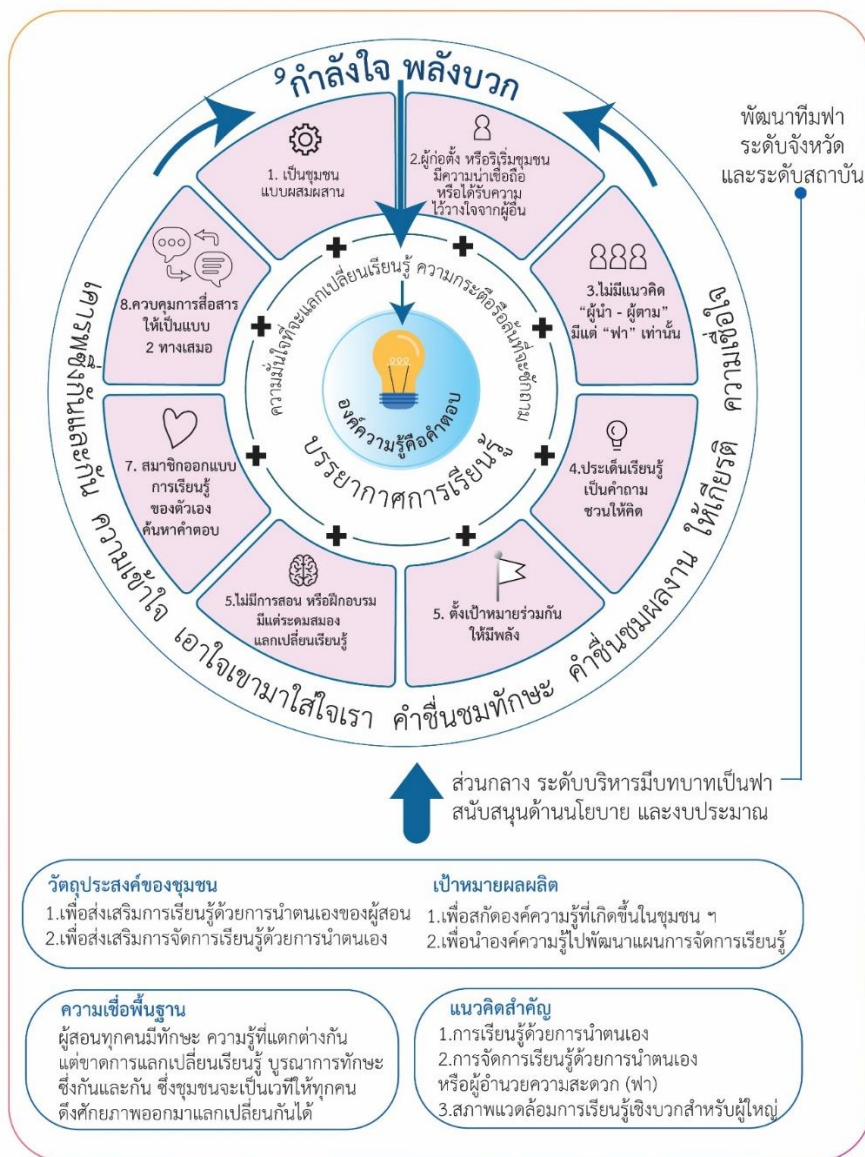 9กำลังใจ พลังบวก
1. เป็นชุมชน
แบบผสมผสาน
2.ผู้ก่อตั้ง หรือริเริ่มชุมชน
มีความน่าเชื่อถือ
หรือได้รับความ
ไว้วางใจจากผู้อื่น
3.ไม่มีแนวคิด
“ผู้นำ - ผู้ตาม”
มีแต่ “ฟา” เท่านั้น
4.ประเด็นเรียนรู้
เป็นคำถาม
ชวนให้คิด
5. ตั้งเป้าหมายร่วมกัน
ให้มีพลัง
5.ไม่มีการสอน หรือฝึกอบรม
มีแต่ระดมสมอง
แลกเปลี่ยนเรียนรู้
7. สมาชิกออกแบบ
การเรียนรู้
ของตัวเอง
ค้นหาคำตอบ
8.ควบคุมการสื่อสาร
ให้เป็นแบบ
2 ทางเสมอ
ความมั่นใจที่จะแลกเปลี่ยนเรียนรู้ ความกระตือรือล้นที่จะซักถาม
องค์ความรู้คือคำตอบ
บรรยากาศการเรียนรู้
เคารพซึ่งกันและกัน ความเข้าใจ เอาใจเขามาใส่ใจเรา คำชื่นชมทักษะ คำชื่นชมผลงาน ให้เกียรติ ความเชื่อใจ
พัฒนาทีมฟา
ระดับจังหวัด
และระดับสถาบัน
ส่วนกลาง ระดับบริหารมีบทบาทเป็นฟา
สนับสนุนด้านนโยบาย และงบประมาณ
วัตถุประสงค์ของชุมชน
1.เพื่อส่งเสริมการเรียนรู้ด้วยการนำตนเองของผู้สอน
2.เพื่อส่งเสริมการจัดการเรียนรู้ด้วยการนำตนเอง
เป้าหมายผลผลิต
1.เพื่อสกัดองค์ความรู้ที่เกิดขึ้นในชุมชน ฯ
2.เพื่อนำองค์ความรู้ไปพัฒนาแผนการจัดการเรียนรู้
ความเชื่อพื้นฐาน
ผู้สอนทุกคนมีทักษะ ความรู้ที่แตกต่างกัน
แต่ขาดการแลกเปลี่ยนเรียนรู้ บูรณาการทักษะ
ซึ่งกันและกัน ซึ่งชุมชนจะเป็นเวทีให้ทุกคน
ดึงศักยภาพออกมาแลกเปลี่ยนกันได้
แนวคิดสำคัญ
1.การเรียนรู้ด้วยการนำตนเอง
2.การจัดการเรียนรู้ด้วยการนำตนเอง
หรือผู้อำนวยความสะดวก (ฟา)
3.สภาพแวดล้อมการเรียนรู้เชิงบวกสำหรับผู้ใหญ่